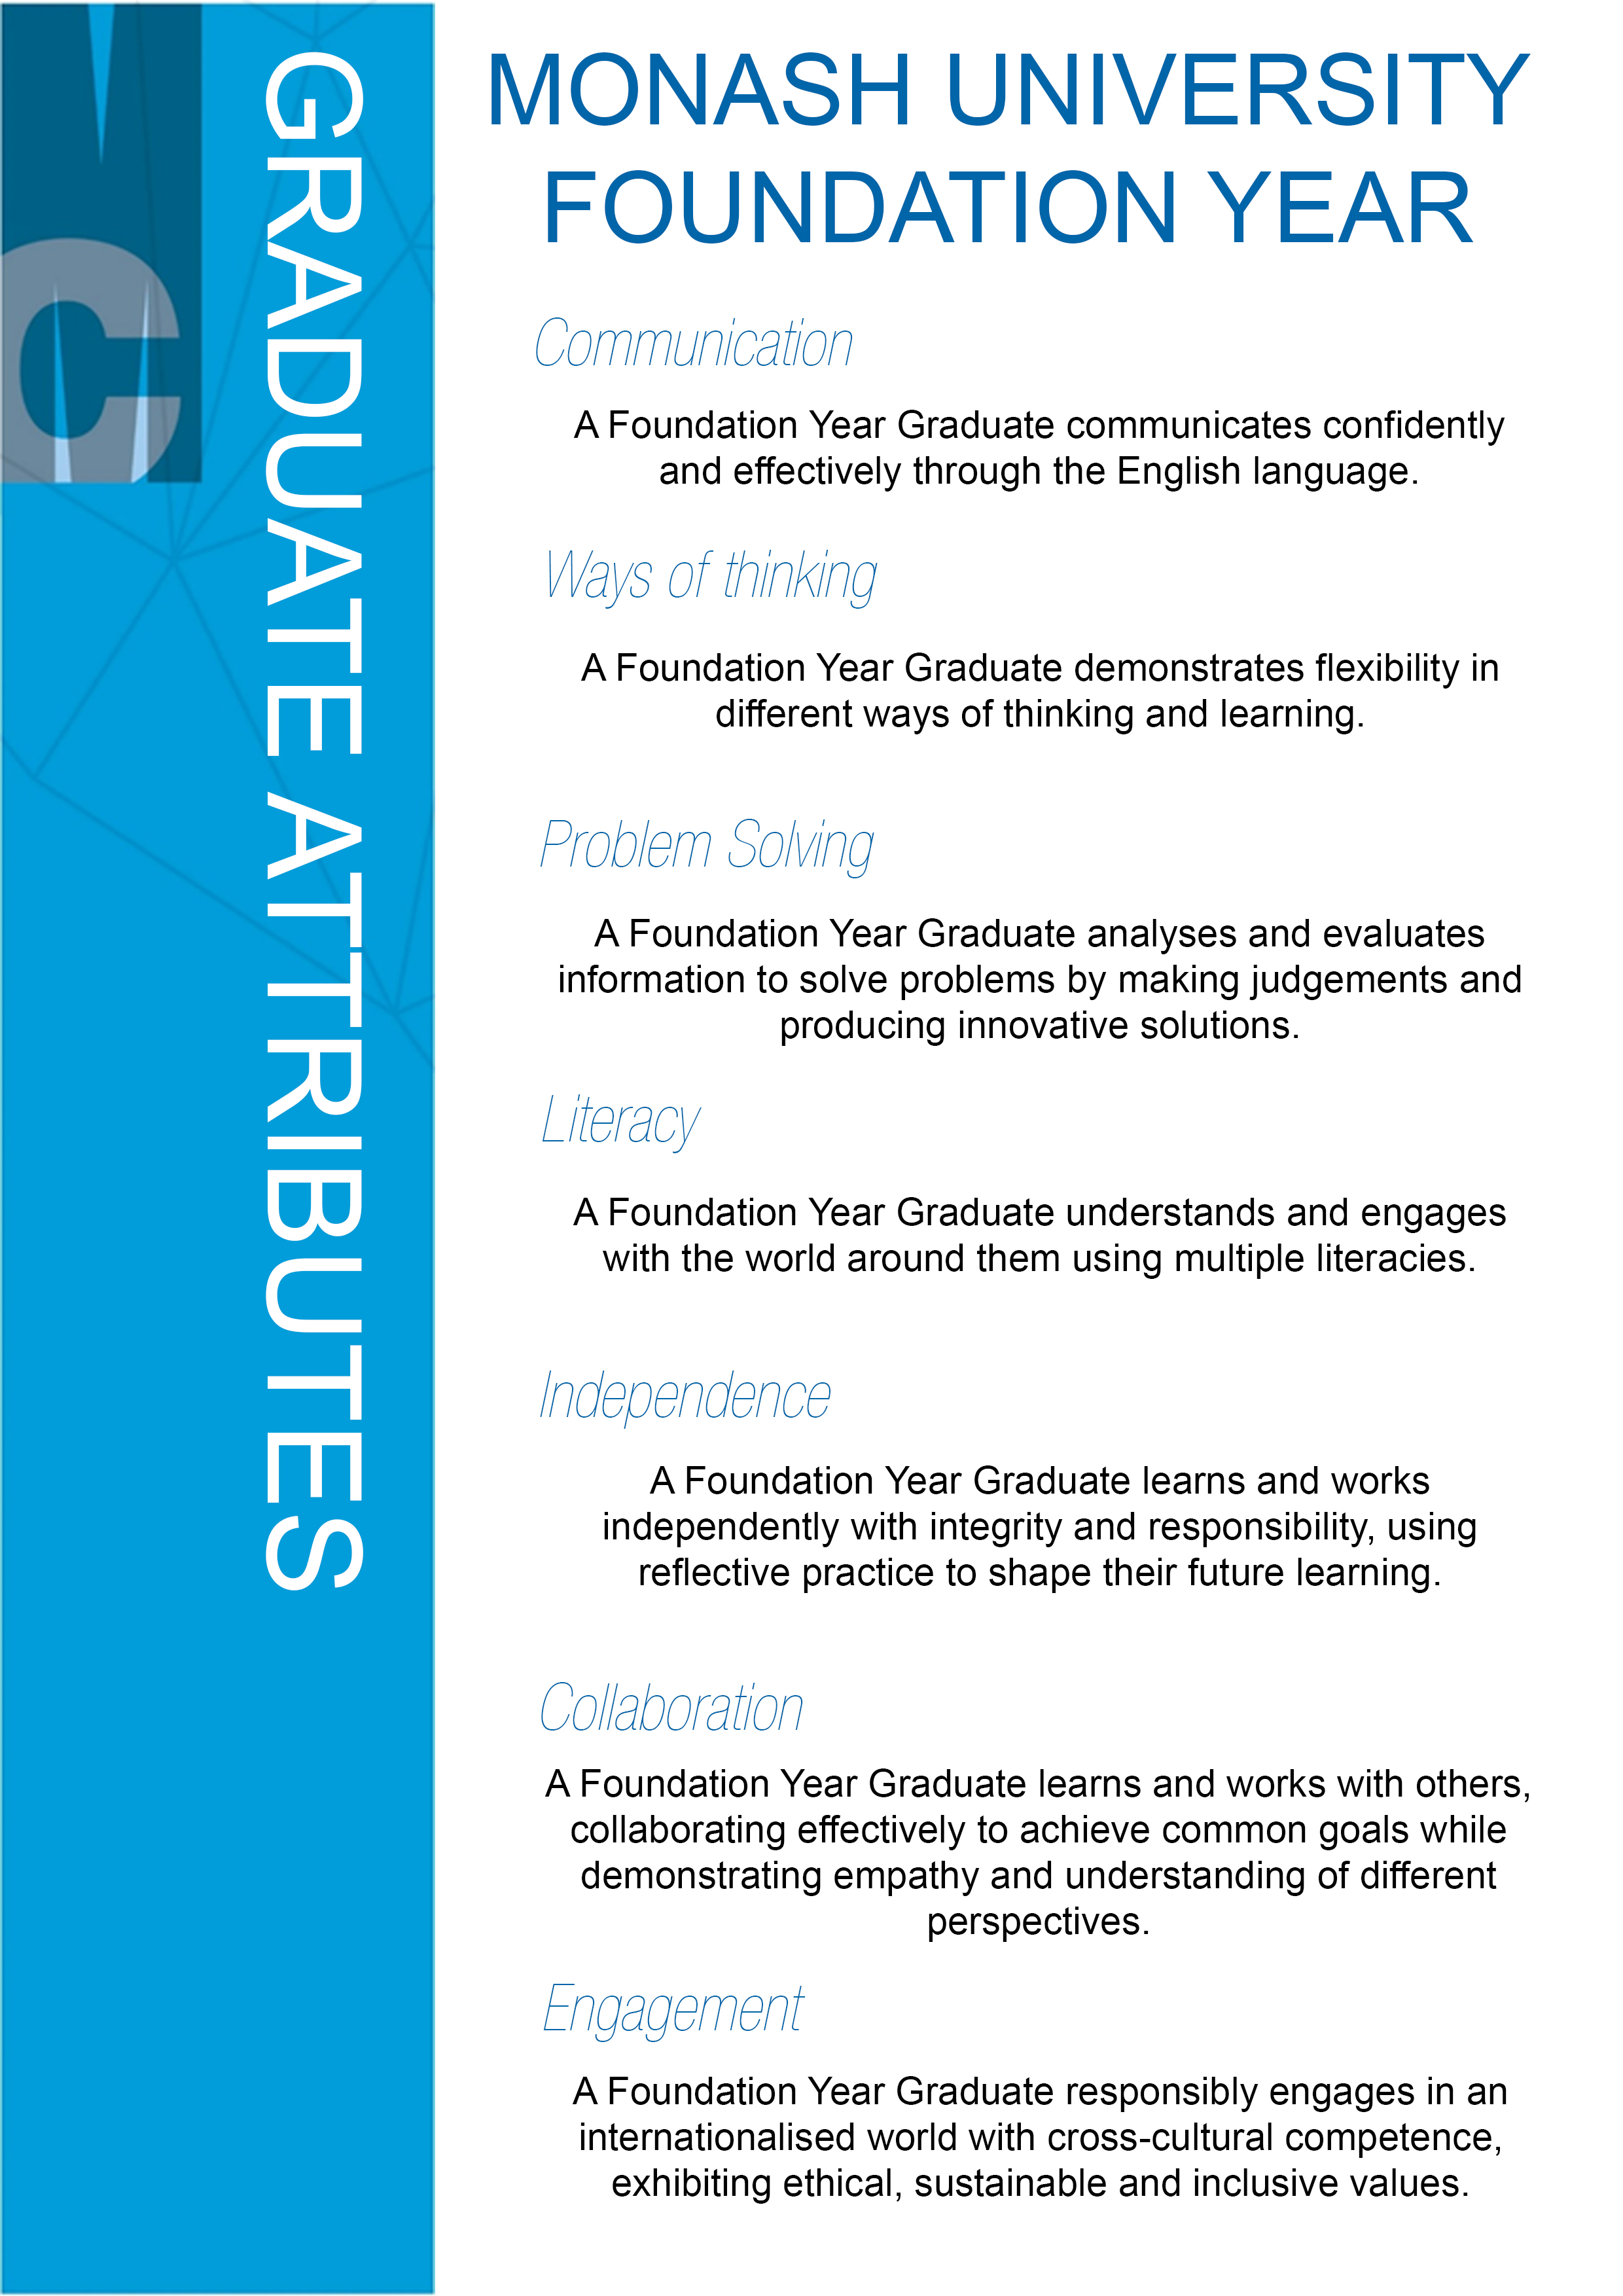 GRADUATE ATTRIBUTES
MC
MONASH UNIVERSITY
FOUNDATION YEAR
Communication
A Foundation Year Graduate communicates confidently
and effectively through the English language.
Ways of thinking
A Foundation Year Graduate demonstrates flexibility in
different ways of thinking and learning.
Problem Solving
A Foundation Year Graduate analyses and evaluates
information to solve problems by making judgements and
producing innovative solutions.
Literacy
A Foundation Year Graduate understands and engages
with the world around them using multiple literacies.
Independence
A Foundation Year Graduate learns and works
independently with integrity and responsibility, using
reflective practice to shape their future learning.
Collaboration
A Foundation Year Graduate learns and works with others,
collaborating effectively to achieve common goals while
demonstrating empathy and understanding of different
perspectives.
Engagement
A Foundation Year Graduate responsibly engages in an
internationalised world with cross-cultural competence,
exhibiting ethical, sustainable and inclusive values.